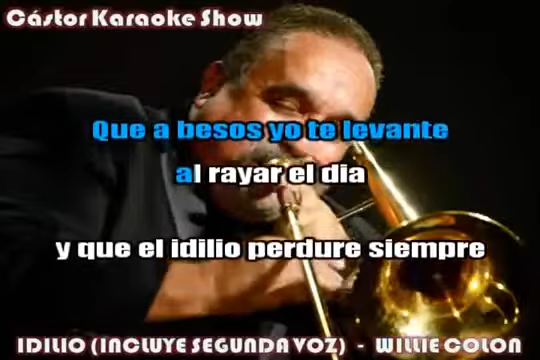 Cástor Karaoke Show
Que a besos yo te levante
al rayar el dia
y que el idilio perdure siempre
IDILIO (INCLUYE SEGUNDA VOZ) - WILLIE COLON